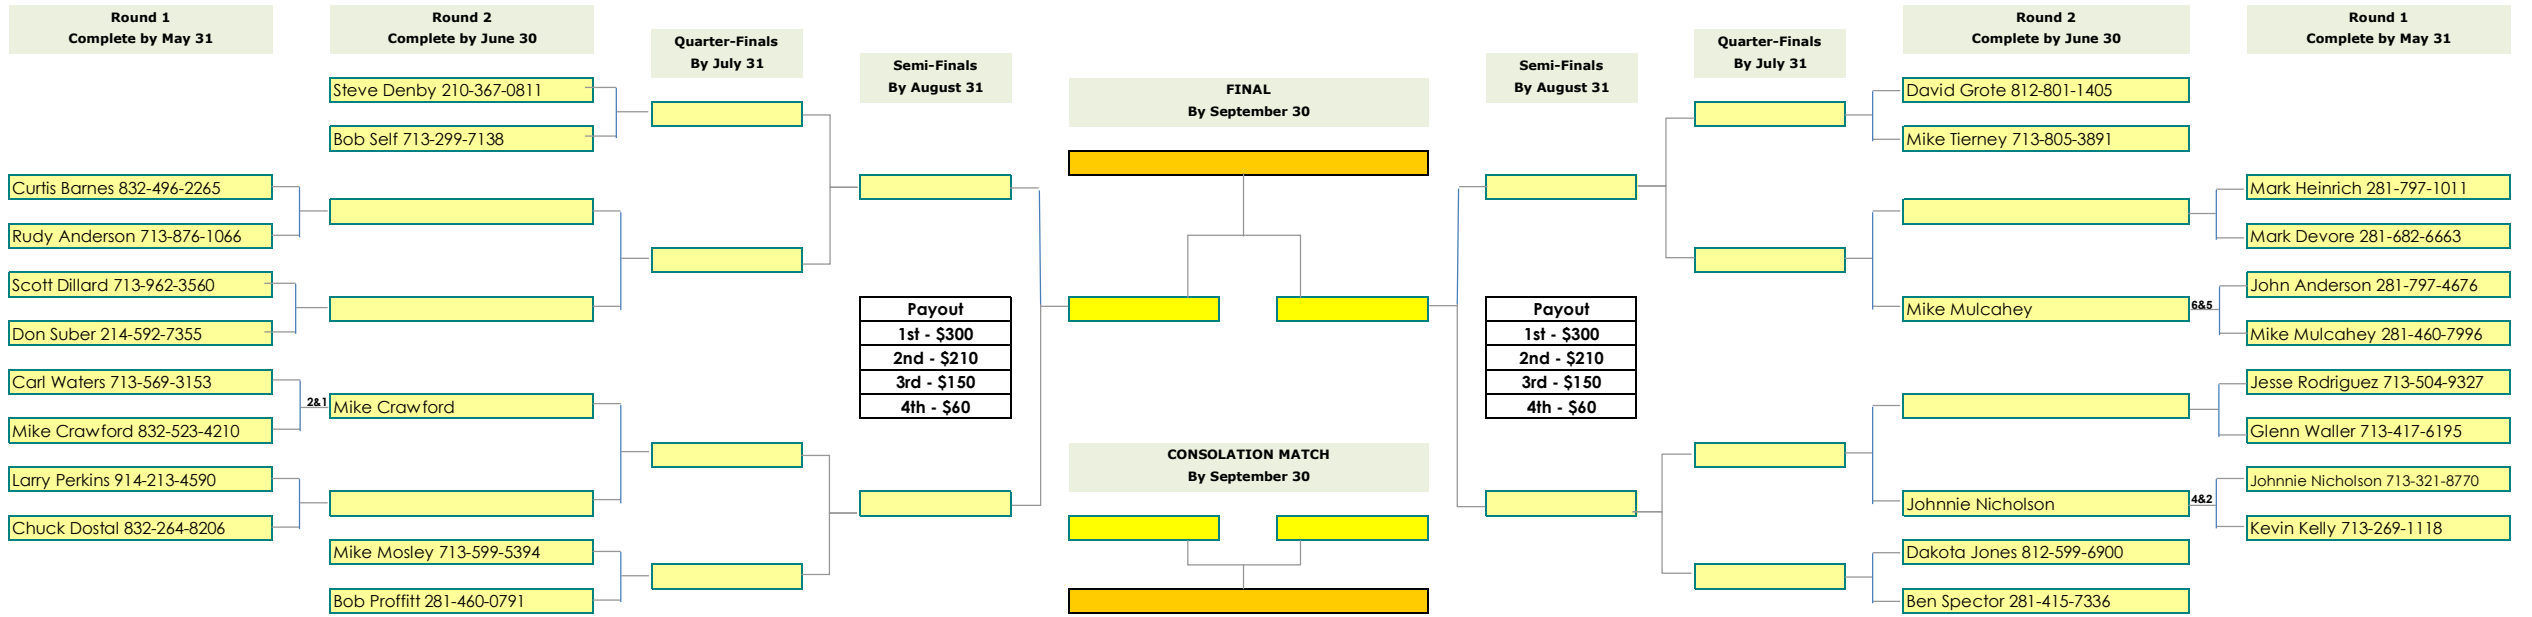 Round 1
Complete by May 31
Round 2
Complete by June 30
Quarter-Finals
By July 31
Semi-Finals
By August 31
FINAL
By September 30
Semi-Finals
By August 31
Quarter-Finals
By July 31
Round 2
Complete by June 30
Round 1
Complete by May 31
Curtis Barnes 832-496-2265
Rudy Anderson 713-876-1066
Scott Dillard 713-962-3560
Don Suber 214-592-7355
Carl Waters 713-569-3153
Mike Crawford 832-523-4210
Larry Perkins 914-213-4590
Chuck Dostal 832-264-8206
Steve Denby 210-367-0811
Bob Self 713-299-7138
2&1
Mike Crawford
Mike Mosley 713-599-5394
Bob Proffitt 281-460-0791
Payout
1st - $300
2nd - $210
3rd - $150
4th - $60
CONSOLATION MATCH
By September 30
Payout
1st - $300
2nd - $210
3rd - $150
4th - $60
David Grote 812-801-1405
Mike Tierney 713-805-3891
Mike Mulcahey
6&5
Johnnie Nicholson
4&2
Dakota Jones 812-599-6900
Ben Spector 281-415-7336
Mark Heinrich 281-797-1011
Mark Devore 281-682-6663
John Anderson 281-797-4676
Mike Mulcahey 281-460-7996
Jesse Rodriguez 713-504-9327
Glenn Waller 713-417-6195
Johnnie Nicholson 713-321-8770
Kevin Kelly 713-269-1118